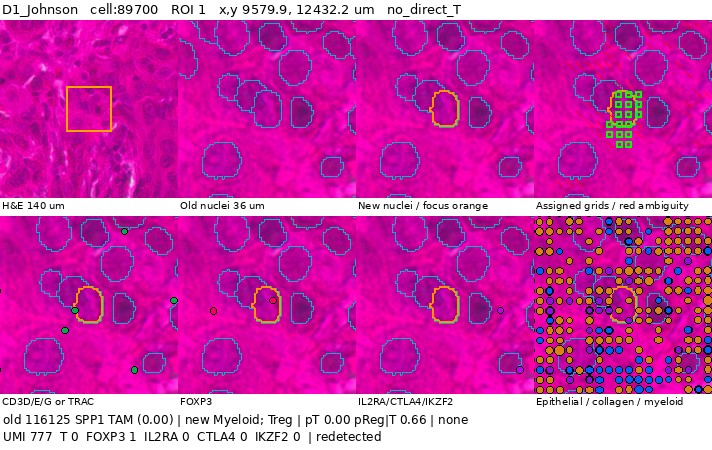 D1_Johnson   cell:89700   ROI 1   x,y 9579.9, 12432.2 um   no_direct_T
H&E 140 um
Old nuclei 36 um
New nuclei / focus orange
Assigned grids / red ambiguity
CD3D/E/G or TRAC
FOXP3
IL2RA/CTLA4/IKZF2
Epithelial / collagen / myeloid
old 116125 SPP1 TAM (0.00) | new Myeloid; Treg | pT 0.00 pReg|T 0.66 | none
UMI 777  T 0  FOXP3 1  IL2RA 0  CTLA4 0  IKZF2 0  | redetected